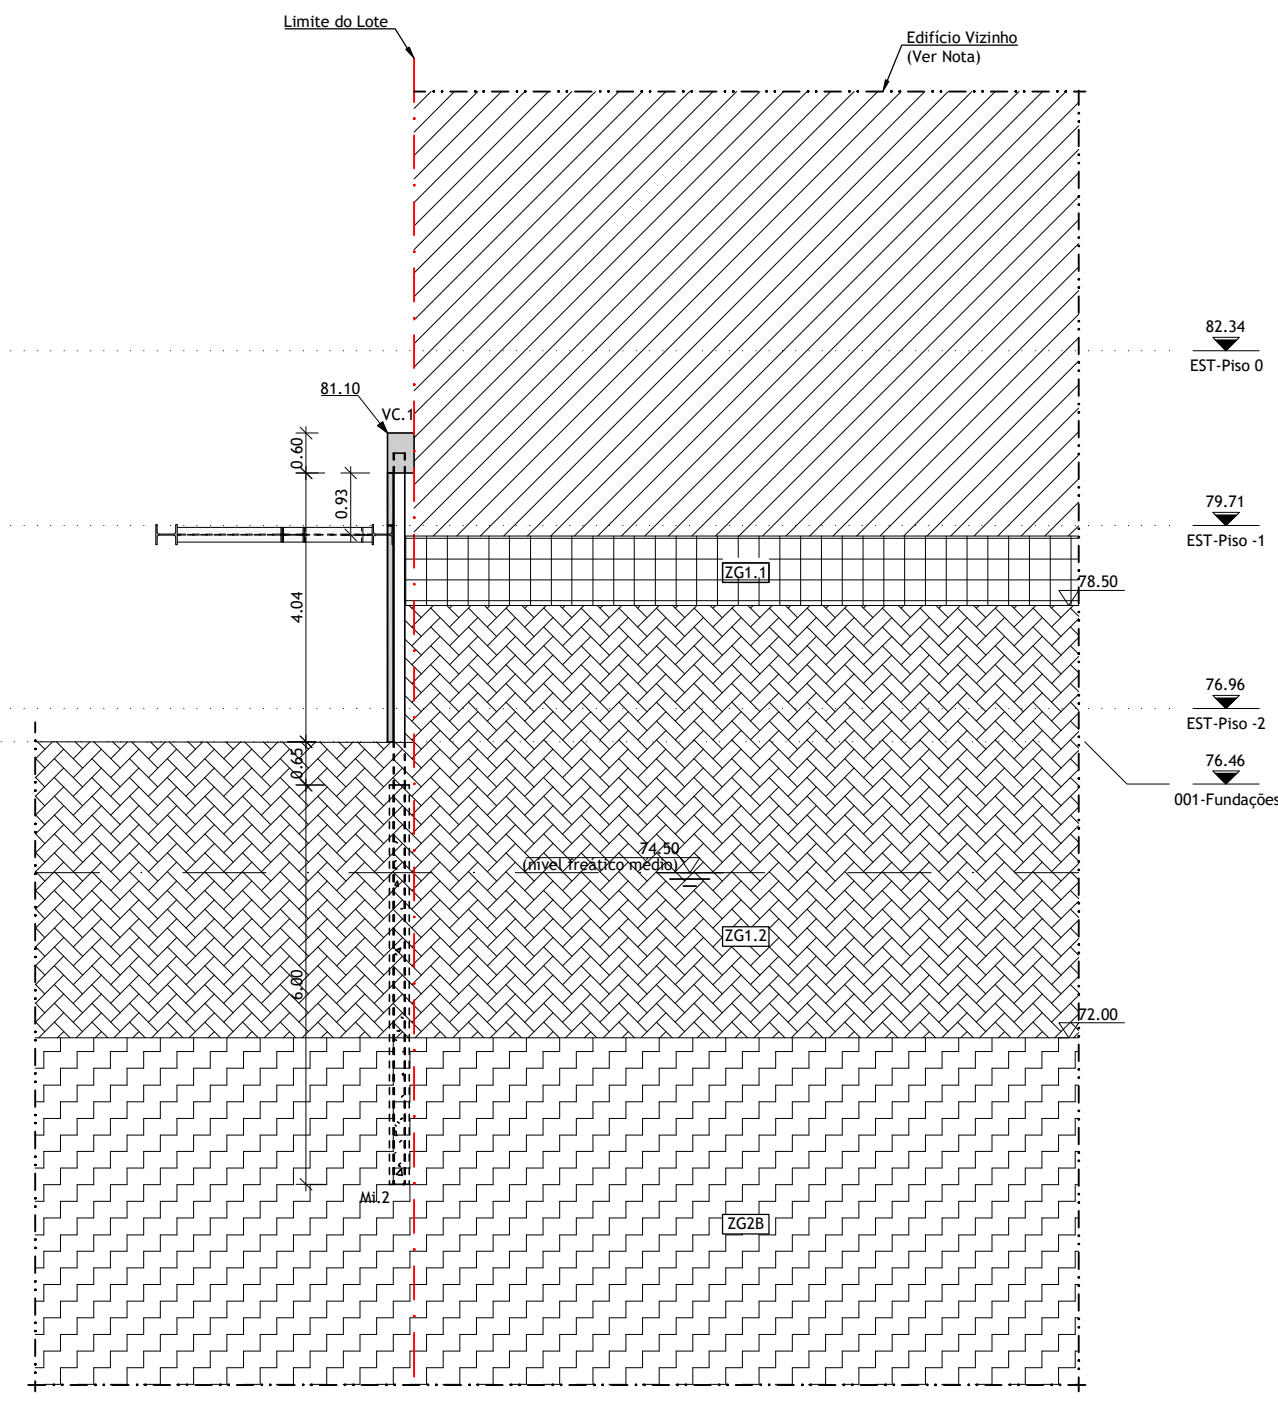 Limite do Lote
Edifício Vizinho
(Ver Nota)
82.34
EST-Piso 0
81.10
VC.1
0.60
0.93
79.71
EST-Piso -1
ZG1.1
78.50
4.04
76.96
EST-Piso -2
0.65
76.46
001-Fundações
74.50
(nível freático médio)
ZG1.2
6.00
72.00
Mi.2
ZG2B